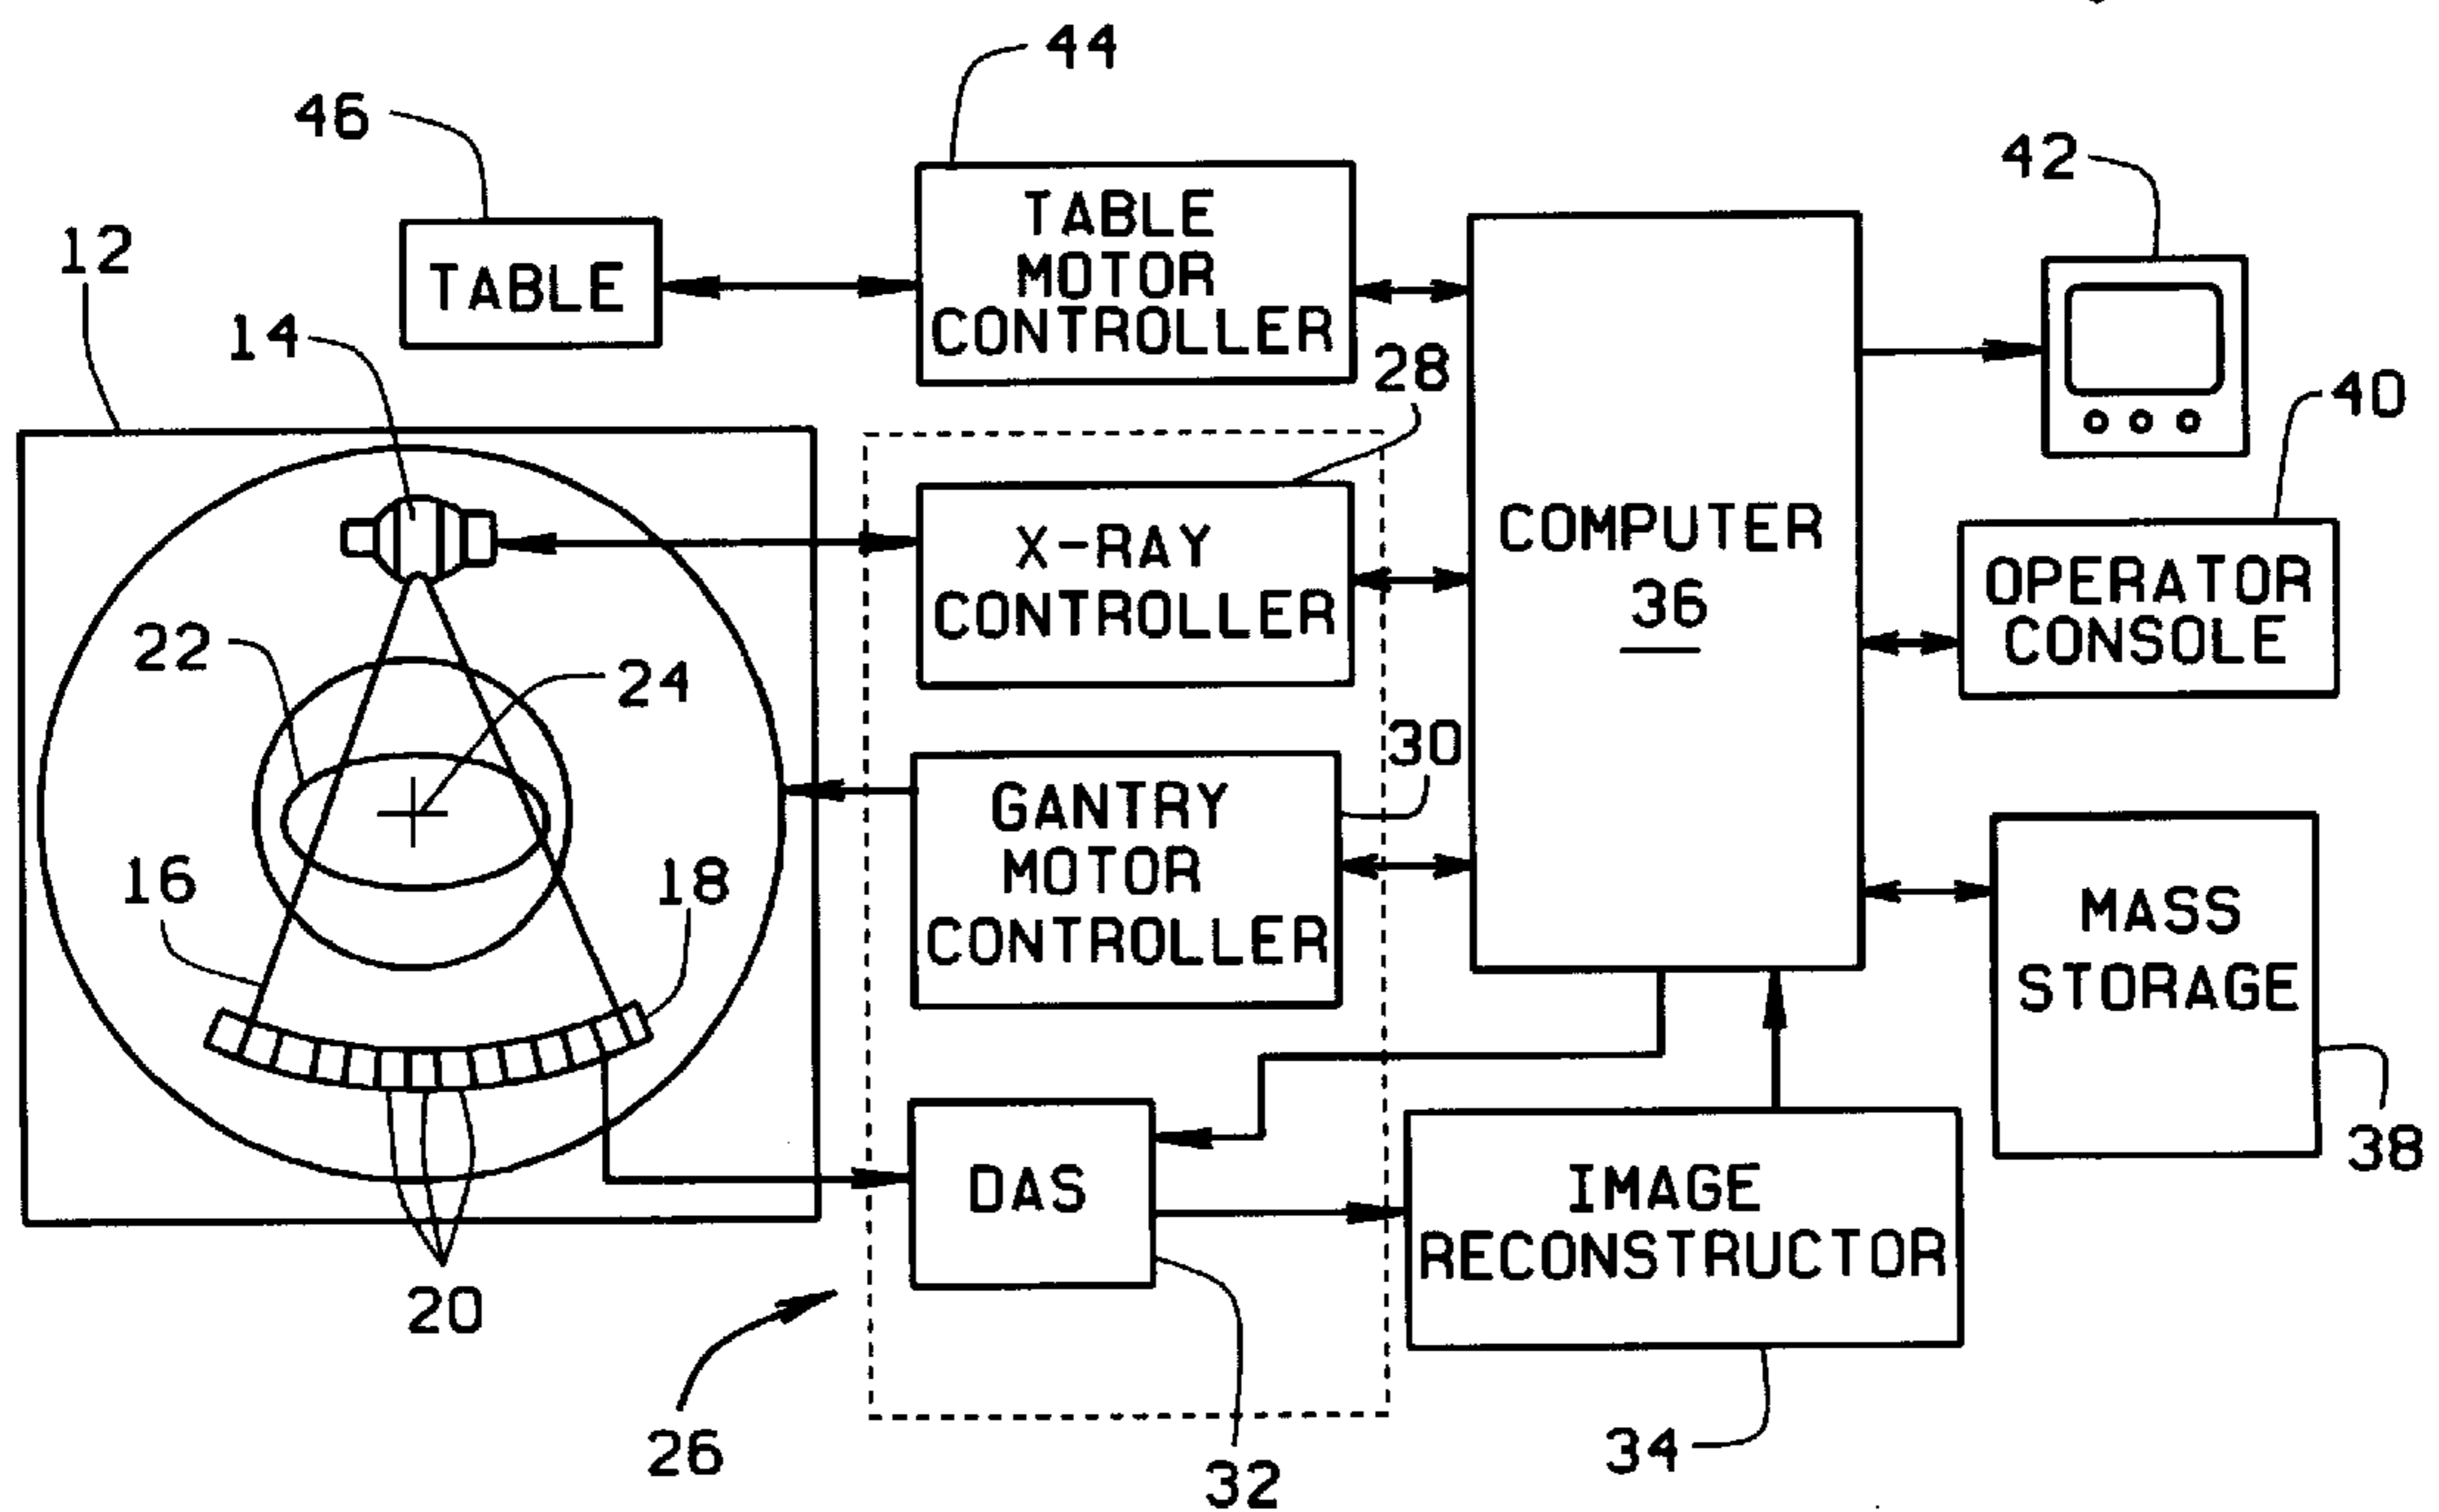 44
46
42
12
TABLE
MOTOR
CONTROLLER
TABLE
14
28
40
X-RAY
CONTROLLER
COMPUTER
36
OPERATOR
CONSOLE
22
24
30
GANTRY
MOTOR
CONTROLLER
16
18
MASS
STORAGE
38
DAS
IMAGE
RECONSTRUCTOR
20
26
32
34